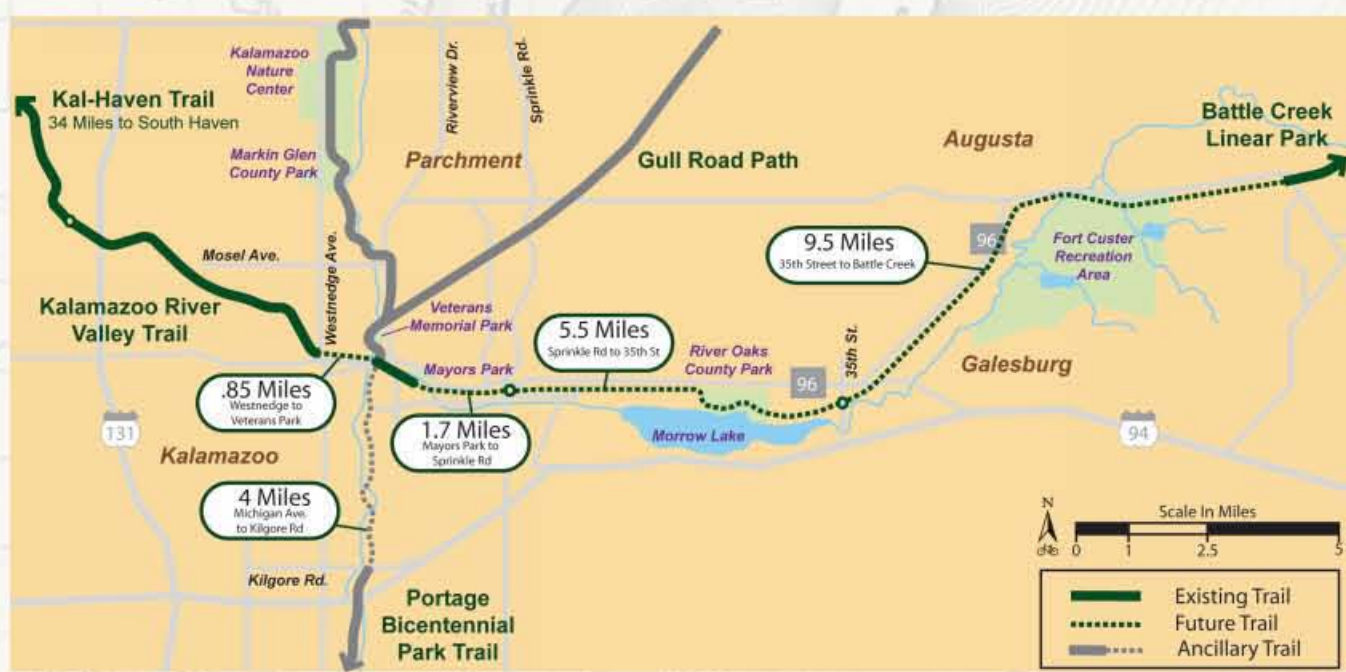 Kalamazoo
Nature
Center
Riverview Dr.
Sprinkle Rd.
Kal-Haven Trail
34 Miles to South Haven
Battle Creek
Linear Park
Augusta
Markin Glen
County Park
Parchment
Gull Road Path
Mosel Ave.
Westnedge Ave.
9.5 Miles
35th Street to Battle Creek
96
Fort Custer
Recreation
Area
Kalamazoo River
Valley Trail
Veterans
Memorial Park
5.5 Miles
Sprinkle Rd to 35th St
River Oaks
County Park
35th St.
Galesburg
Mayors Park
96
.85 Miles
Westnedge to
Veterans Park
131
1.7 Miles
Mayors Park to
Sprinkle Rd
Morrow Lake
94
Kalamazoo
4 Miles
Michigan Ave.
to Kilgore Rd
Kilgore Rd.
Portage
Bicentennial
Park Trail
N
Scale In Miles
0 1 2.5 5
Existing Trail
Future Trail
Ancillary Trail